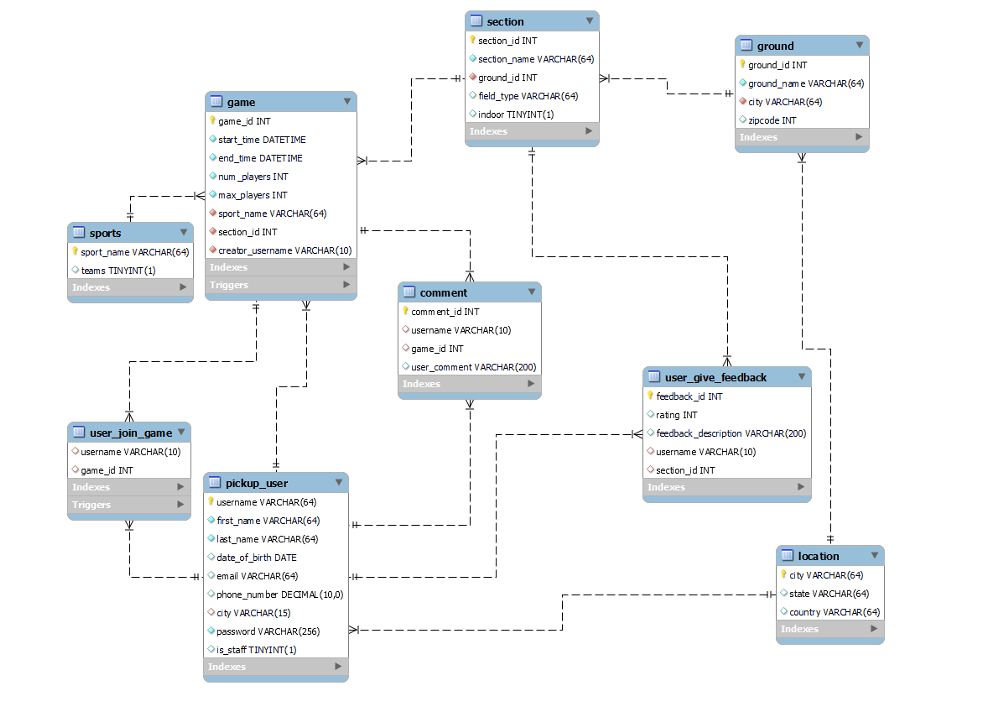 section
section_id INT
section_name VARCHAR(64)
ground_id INT
field_type VARCHAR(64)
indoor TINYINT(1)
Indexes
ground
ground_id INT
ground_name VARCHAR(64)
city VARCHAR(64)
zipcode INT
Indexes
game
game_id INT
start_time DATETIME
end_time DATETIME
num_players INT
max_players INT
sport_name VARCHAR(64)
section_id INT
creator_username VARCHAR(10)
Indexes
Triggers
sports
sport_name VARCHAR(64)
teams TINYINT(1)
Indexes
comment
comment_id INT
username VARCHAR(10)
game_id INT
user_comment VARCHAR(200)
Indexes
user_give_feedback
feedback_id INT
rating INT
feedback_description VARCHAR(200)
username VARCHAR(10)
section_id INT
Indexes
user_join_game
username VARCHAR(10)
game_id INT
Indexes
Triggers
pickup_user
username VARCHAR(64)
first_name VARCHAR(64)
last_name VARCHAR(64)
date_of_birth DATE
email VARCHAR(64)
phone_number DECIMAL(10,0)
city VARCHAR(15)
password VARCHAR(256)
is_staff TINYINT(1)
Indexes
location
city VARCHAR(64)
state VARCHAR(64)
country VARCHAR(64)
Indexes